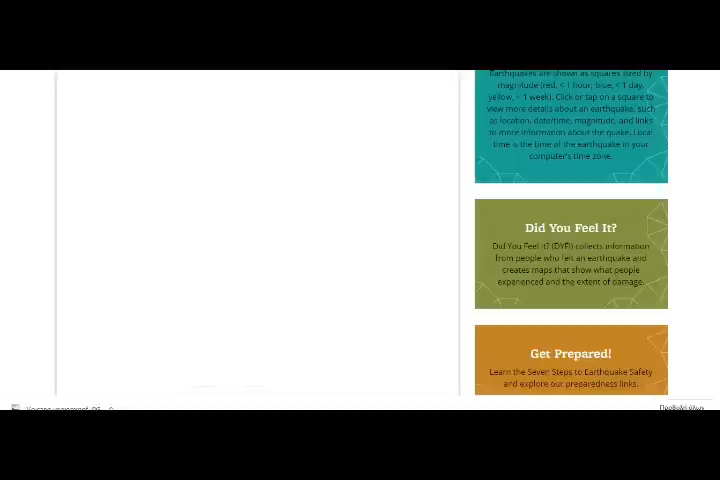 Earthquakes are shown as squares sized by
magnitude (red, < 1 hour; blue, < 1 day,
yellow, < 1 week). Click or tap on a square to
view more details about an earthquake, such
as location, date/time, magnitude, and links
to more information about the quake. Local
time is the time of the earthquake in your
computer's time zone.
Did You Feel It?
Did You Feel It? (DYFI) collects information
from people who felt an earthquake and
creates maps that show what people
experienced and the extent of damage.
Get Prepared!
Learn the Seven Steps to Earthquake Safety
and explore our preparedness links.
Προβολή όλων